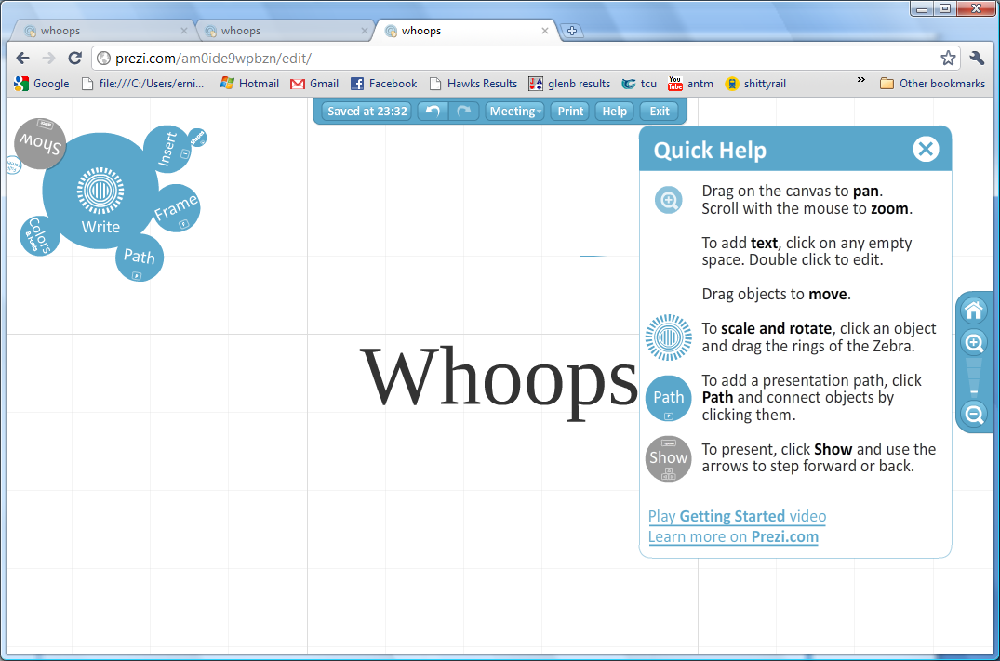 whoops
whoops
whoops
prezi.com/am0ide9wpbzn/edit/
Google
file:///C:/Users/erni...
Hotmail
Gmail
Facebook
Hawks Results
glenb results
tcu
antm
shittyrail
»
Other bookmarks
Saved at 23:32
Meeting
Print
Help
Exit
Show
Insert
Shapes
Frame
F
Write
Colors
& Fonts
Path
P
Whoops
Quick Help
Drag on the canvas to pan.
Scroll with the mouse to zoom.
To add text, click on any empty
space. Double click to edit.
Drag objects to move.
To scale and rotate, click an object
and drag the rings of the Zebra.
Path
P
To add a presentation path, click
Path and connect objects by
clicking them.
Show
To present, click Show and use the
arrows to step forward or back.
Play Getting Started video
Learn more on Prezi.com